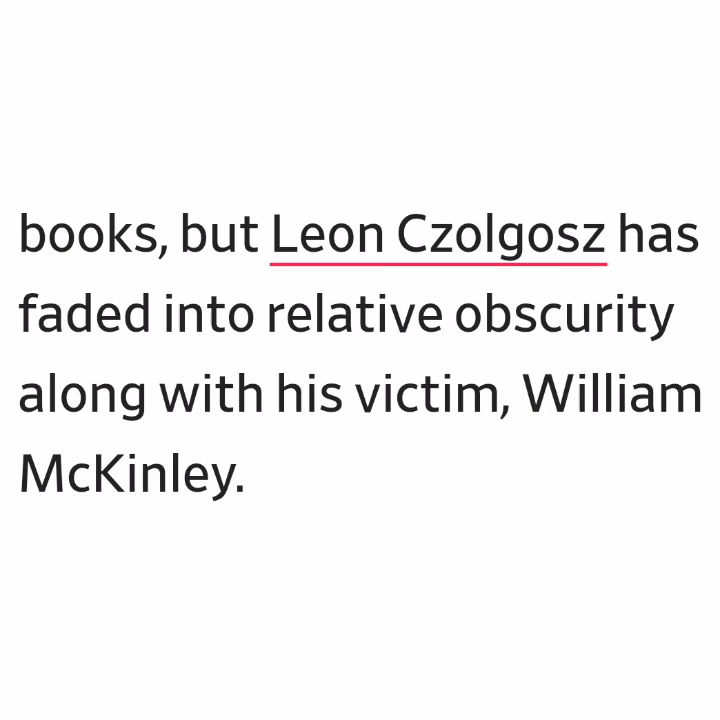 books, but Leon Czolgosz has
faded into relative obscurity
along with his victim, William
McKinley.